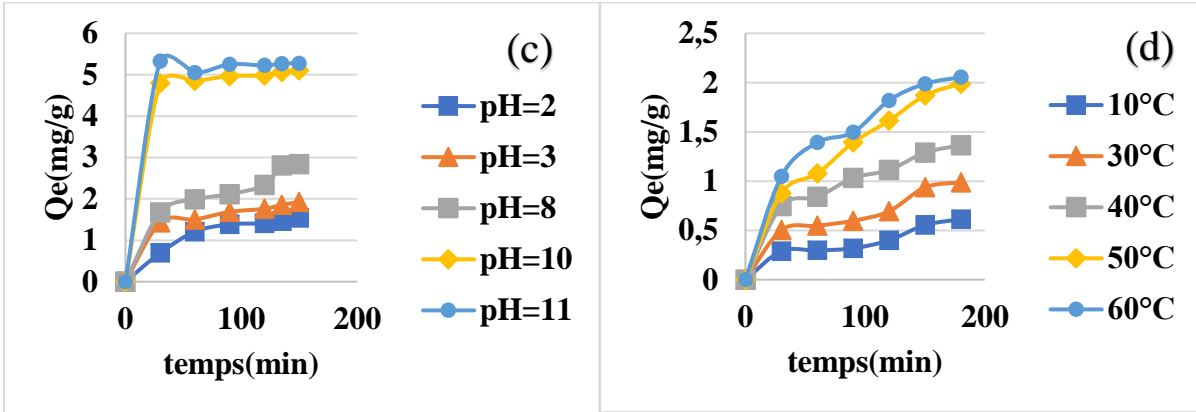 (c)
Qe(mg/g)
6
5
4
3
2
1
0
0 100 200
temps(min)
pH=2
pH=3
pH=8
pH=10
pH=11
(d)
Qe(mg/g)
2,5
2
1,5
1
0,5
0
0 100 200
temps(min)
10°C
30°C
40°C
50°C
60°C